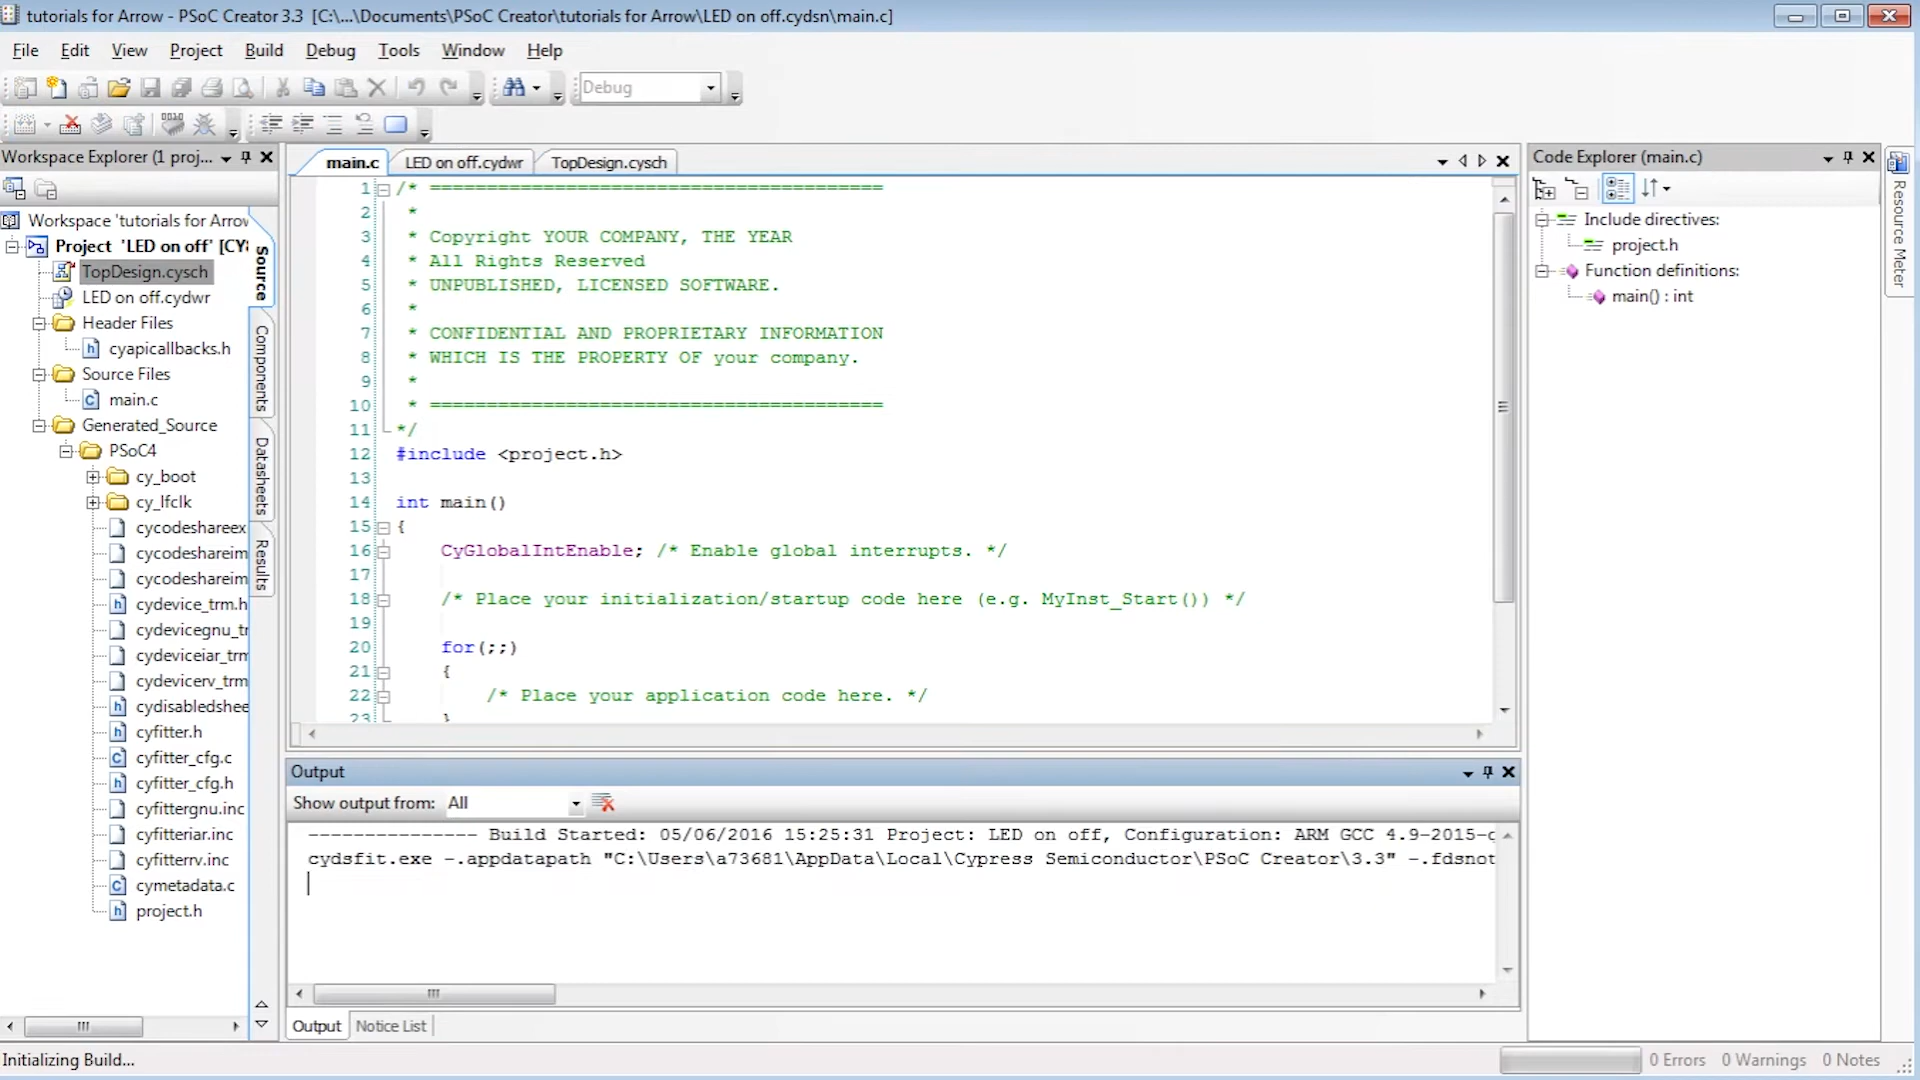 tutorials for Arrow - PSoC Creator 3.3 [C:\...\Documents\PSoC Creator\tutorials for Arrow\LED on off.cydsn\main.c]
File Edit View Project Build Debug Tools Window Help
Debug
Workspace Explorer (1 proj...
Workspace 'tutorials for Arrow
Project 'LED on off' [CY8
TopDesign.cysch
LED on off.cydwr
Header Files
cyapicallbacks.h
Source Files
main.c
Generated_Source
PSoC4
cy_boot
cy_lfclk
cycodeshareex
cycodeshareim
cycodeshareim
cydevice_trm.h
cydevicegnu_tr
cydeviceiar_trm
cydevicerv_trm
cydisabledshee
cyfitter.h
cyfitter_cfg.c
cyfitter_cfg.h
cyfittergnu.inc
cyfitteriar.inc
cyfitterrv.inc
cymetadata.c
project.h
Source
Components
Datasheets
Results
main.c LED on off.cydwr TopDesign.cysch
1 /* ========================================
2 *
3 * Copyright YOUR COMPANY, THE YEAR
4 * All Rights Reserved
5 * UNPUBLISHED, LICENSED SOFTWARE.
6 *
7 * CONFIDENTIAL AND PROPRIETARY INFORMATION
8 * WHICH IS THE PROPERTY OF your company.
9 *
10 * ========================================
11 */
12 #include <project.h>
13
14 int main()
15 {
16 CyGlobalIntEnable; /* Enable global interrupts. */
17
18 /* Place your initialization/startup code here (e.g. MyInst_Start()) */
19
20 for(;;)
21 {
22 /* Place your application code here. */
23 }
Output
Show output from: All
--------------- Build Started: 05/06/2016 15:25:31 Project: LED on off, Configuration: ARM GCC 4.9-2015-q
cydsfit.exe -.appdatapath "C:\Users\a73681\AppData\Local\Cypress Semiconductor\PSoC Creator\3.3" -.fdsnot
Output Notice List
Code Explorer (main.c)
Include directives:
project.h
Function definitions:
main() : int
Resource Meter
Initializing Build...
0 Errors 0 Warnings 0 Notes